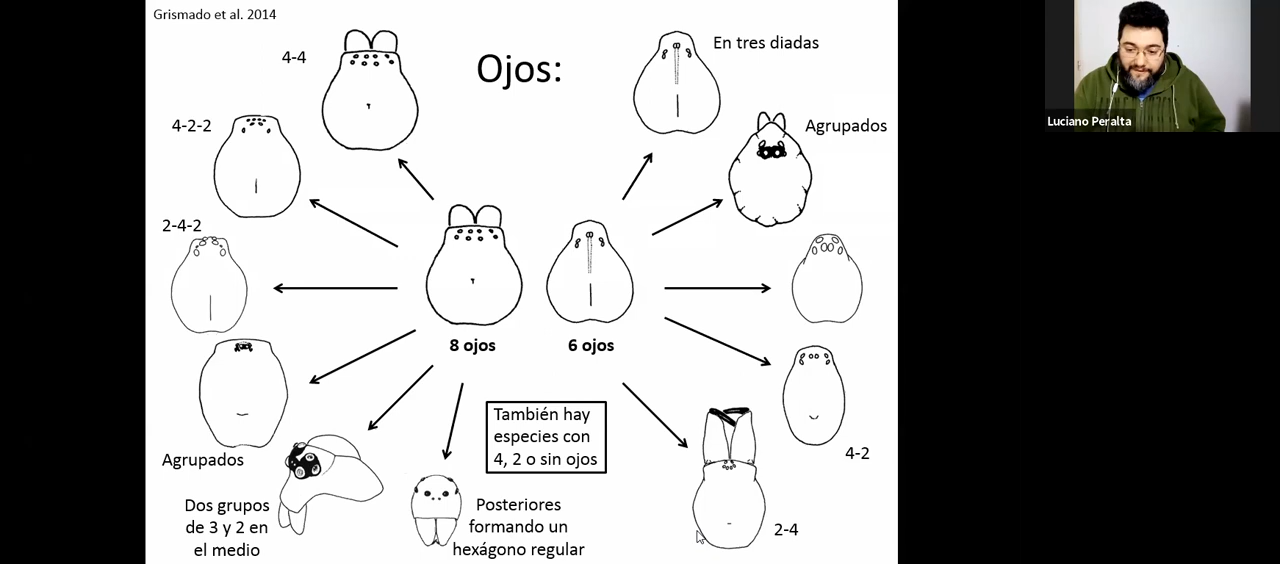 Grismado et al. 2014
4-4
Ojos:
En tres diadas
Luciano Peralta
4-2-2
Agrupados
2-4-2
8 ojos
6 ojos
Agrupados
También hay
especies con
4, 2 o sin ojos
4-2
Dos grupos
de 3 y 2 en
el medio
Posteriores
formando un
hexágono regular
2-4